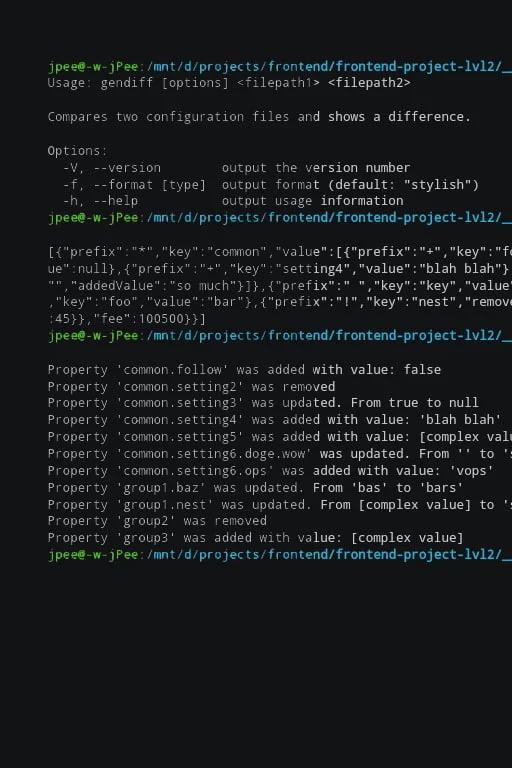 jpee@-w-jPee:/mnt/d/projects/frontend/frontend-project-lvl2/__
Usage: gendiff [options] <filepath1> <filepath2>
Compares two configuration files and shows a difference.
Options:
-V, --version output the version number
-f, --format [type] output format (default: "stylish")
-h, --help output usage information
jpee@-w-jPee:/mnt/d/projects/frontend/frontend-project-lvl2/__
[{"prefix":"*","key":"common","value":[{"prefix":"+","key":"fo
ue":null},{"prefix":"+","key":"setting4","value":"blah blah"}
"","addedValue":"so much"}]},{"prefix":" ","key":"key","value"
,"key":"foo","value":"bar"},{"prefix":"!","key":"nest","remove
:45}},"fee":100500}}]
jpee@-w-jPee:/mnt/d/projects/frontend/frontend-project-lvl2/__
Property 'common.follow' was added with value: false
Property 'common.setting2' was removed
Property 'common.setting3' was updated. From true to null
Property 'common.setting4' was added with value: 'blah blah'
Property 'common.setting5' was added with value: [complex valu
Property 'common.setting6.doge.wow' was updated. From '' to 's
Property 'common.setting6.ops' was added with value: 'vops'
Property 'group1.baz' was updated. From 'bas' to 'bars'
Property 'group1.nest' was updated. From [complex value] to 's
Property 'group2' was removed
Property 'group3' was added with value: [complex value]
jpee@-w-jPee:/mnt/d/projects/frontend/frontend-project-lvl2/__